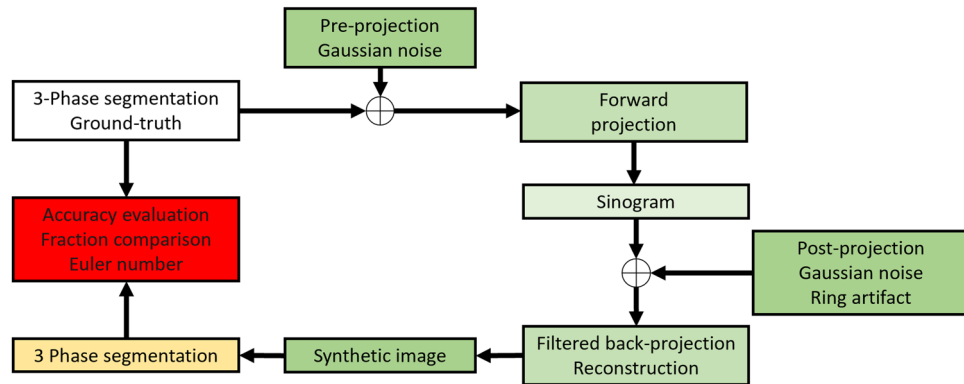 Pre-projection
Gaussian noise
3-Phase segmentation
Ground-truth
Forward
projection
Accuracy evaluation
Fraction comparison
Euler number
Sinogram
Post-projection
Gaussian noise
Ring artifact
3 Phase segmentation
Synthetic image
Filtered back-projection
Reconstruction